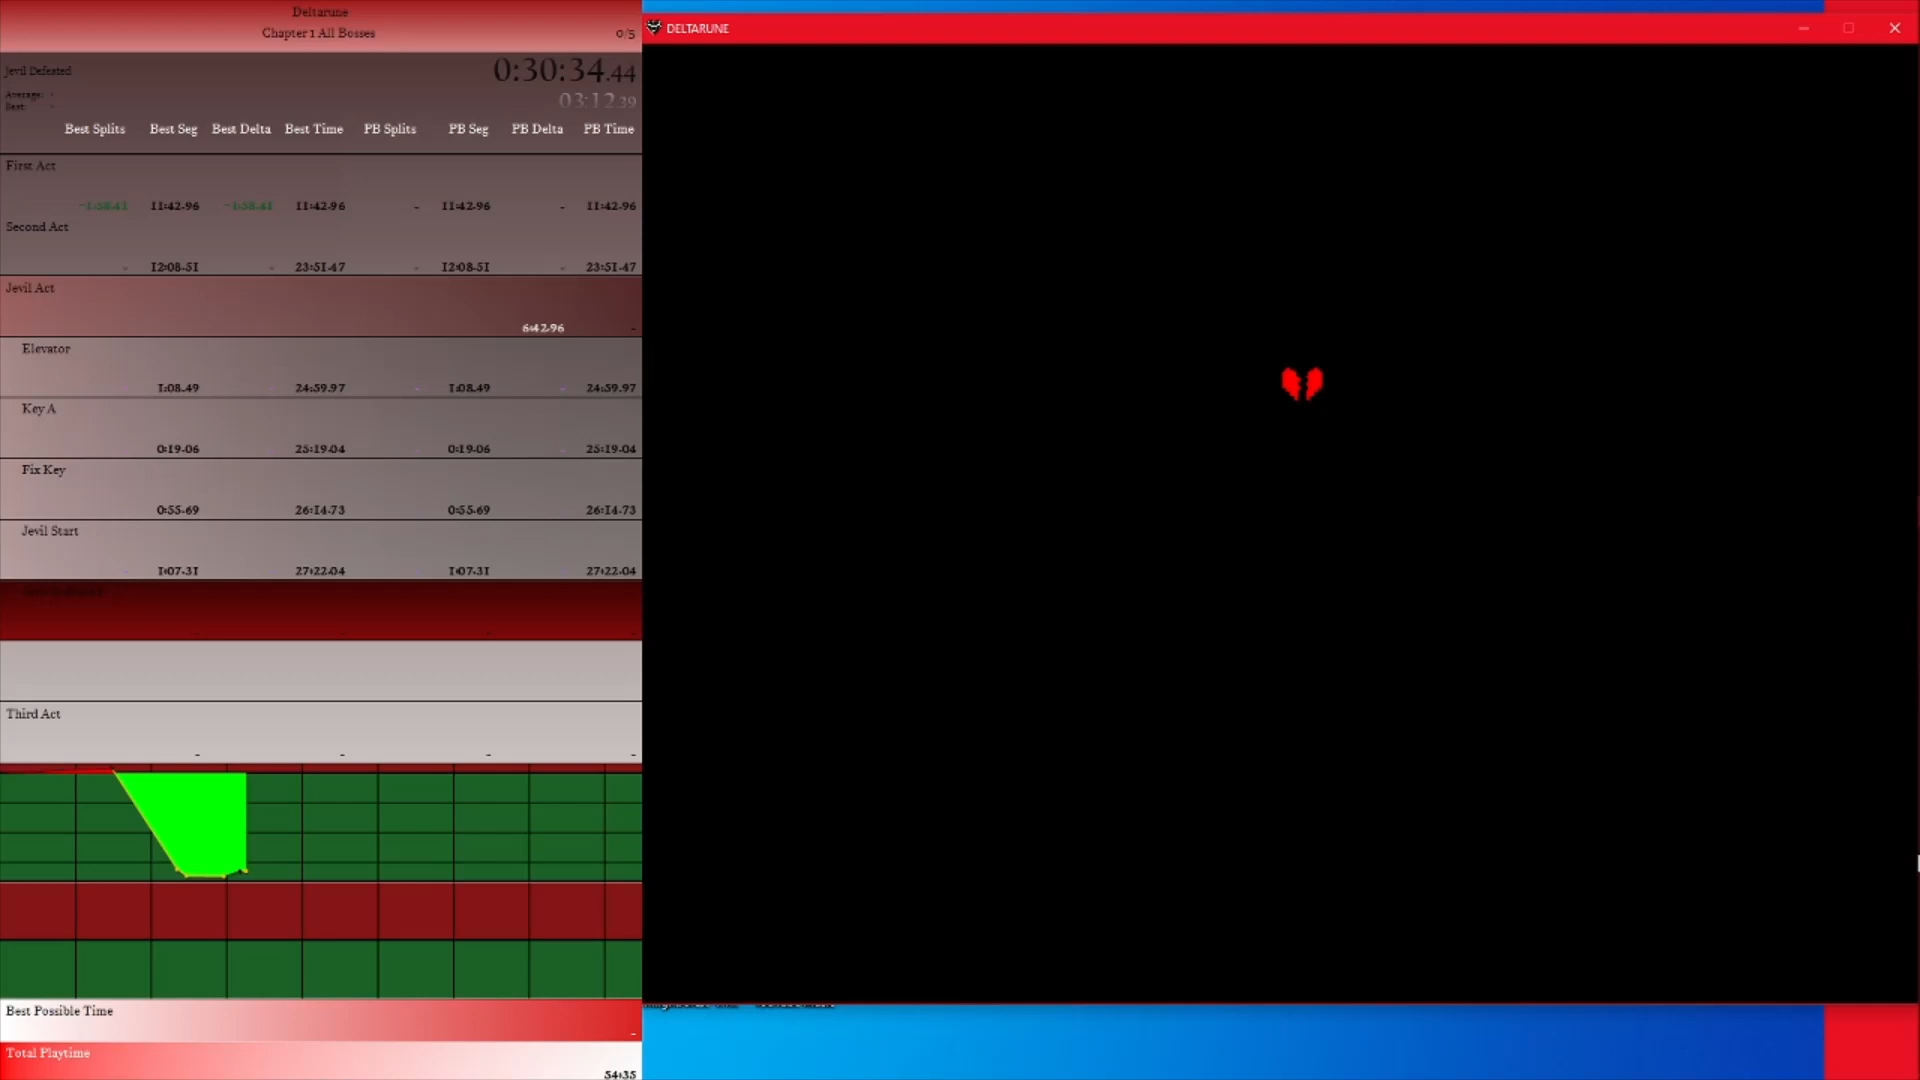 Deltarune
Chapter 1 All Bosses
0/5
DELTARUNE
Jevil Defeated
0:30:34.44
Average: -
Best: -
03:12.39
Best Splits Best Seg Best Delta Best Time PB Splits PB Seg PB Delta PB Time
First Act
-1:58.41 11:42.96 -1:58.41 11:42.96 - 11:42.96 - 11:42.96
Second Act
- 12:08.51 - 23:51.47 - 12:08.51 - 23:51.47
Jevil Act
6:42.96 -
Elevator
- 1:08.49 - 24:59.97 - 1:08.49 - 24:59.97
Key A
0:19.06 25:19.04 - 0:19.06 - 25:19.04
Fix Key
0:55.69 26:14.73 0:55.69 26:14.73
Jevil Start
- 1:07.31 27:22.04 1:07.31 27:22.04
Third Act
- - - -
Best Possible Time
-
Total Playtime
54:35